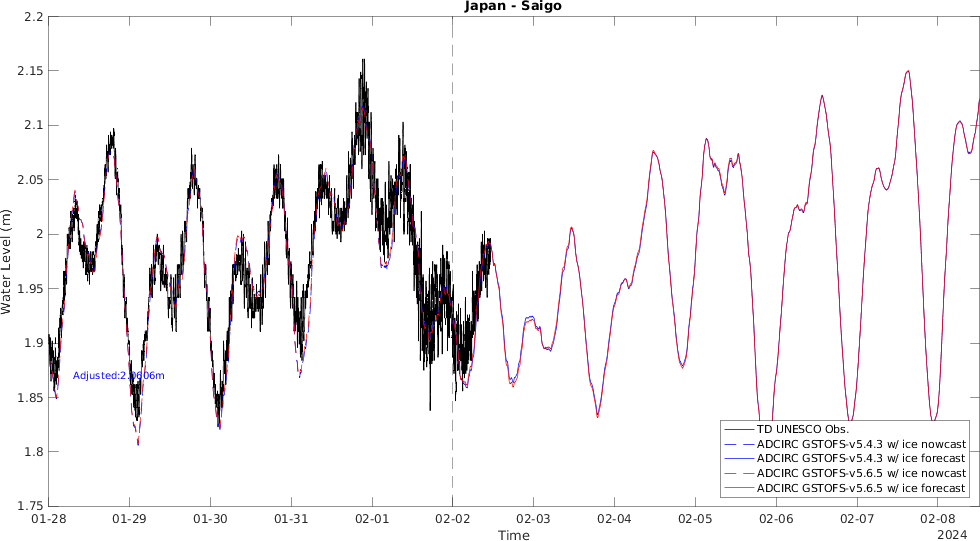 Japan - Saigo
2.2
2.15
2.1
2.05
2
1.95
1.9
1.85
1.8
1.75
Water Level (m)
Adjusted:2.0606m
TD UNESCO Obs.
ADCIRC GSTOFS-v5.4.3 w/ ice nowcast
ADCIRC GSTOFS-v5.4.3 w/ ice forecast
ADCIRC GSTOFS-v5.6.5 w/ ice nowcast
ADCIRC GSTOFS-v5.6.5 w/ ice forecast
01-28 01-29 01-30 01-31 02-01 02-02 02-03 02-04 02-05 02-06 02-07 02-08
Time
2024